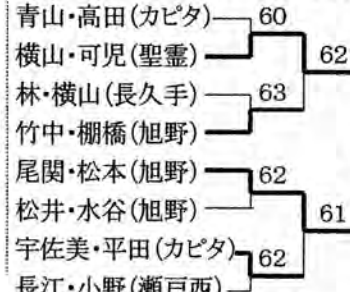 青山・高田(カピタ)
60
横山・可児(聖霊)
62
林・横山(長久手)
63
竹中・棚橋(旭野)
尾関・松本(旭野)
62
松井・水谷(旭野)
61
宇佐美・平田(カピタ)
62
長江・小野(瀬戸西)